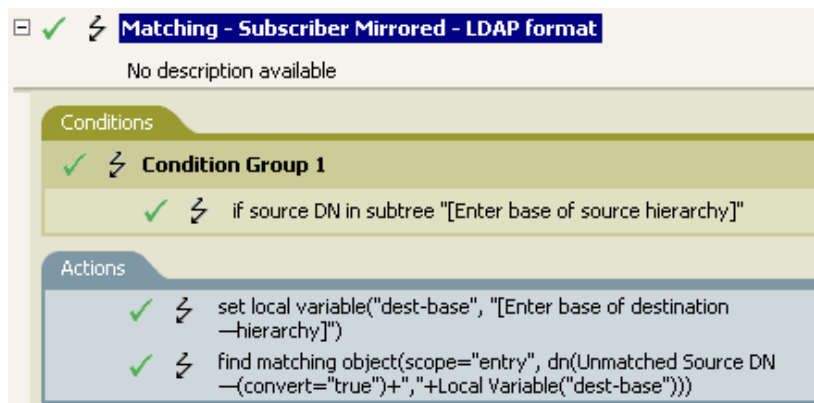 Matching - Subscriber Mirrored - LDAP format
No description available
Conditions
Condition Group 1
if source DN in subtree "[Enter base of source hierarchy]"
Actions
set local variable("dest-base", "[Enter base of destination
—hierarchy]")
find matching object(scope="entry", dn(Unmatched Source DN
—(convert="true")+","+Local Variable("dest-base")))